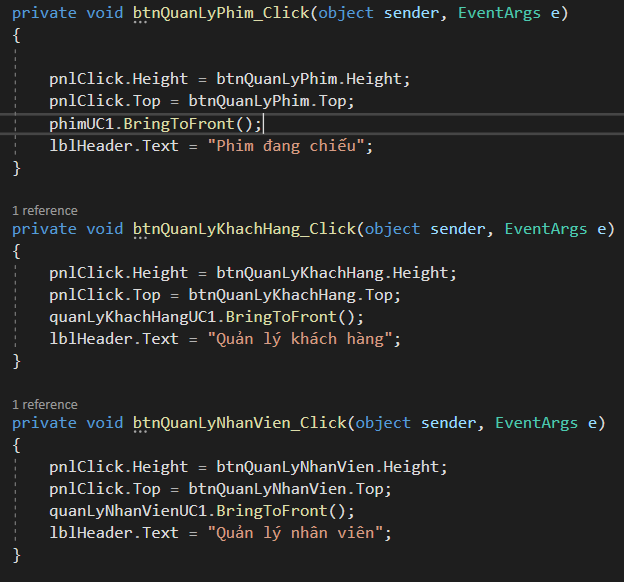 private void btnQuanLyPhim_Click(object sender, EventArgs e)
{
pnlClick.Height = btnQuanLyPhim.Height;
pnlClick.Top = btnQuanLyPhim.Top;
phimUC1.BringToFront();
lblHeader.Text = "Phim đang chiếu";
}
1 reference
private void btnQuanLyKhachHang_Click(object sender, EventArgs e)
{
pnlClick.Height = btnQuanLyKhachHang.Height;
pnlClick.Top = btnQuanLyKhachHang.Top;
quanLyKhachHangUC1.BringToFront();
lblHeader.Text = "Quản lý khách hàng";
}
1 reference
private void btnQuanLyNhanVien_Click(object sender, EventArgs e)
{
pnlClick.Height = btnQuanLyNhanVien.Height;
pnlClick.Top = btnQuanLyNhanVien.Top;
quanLyNhanVienUC1.BringToFront();
lblHeader.Text = "Quản lý nhân viên";
}